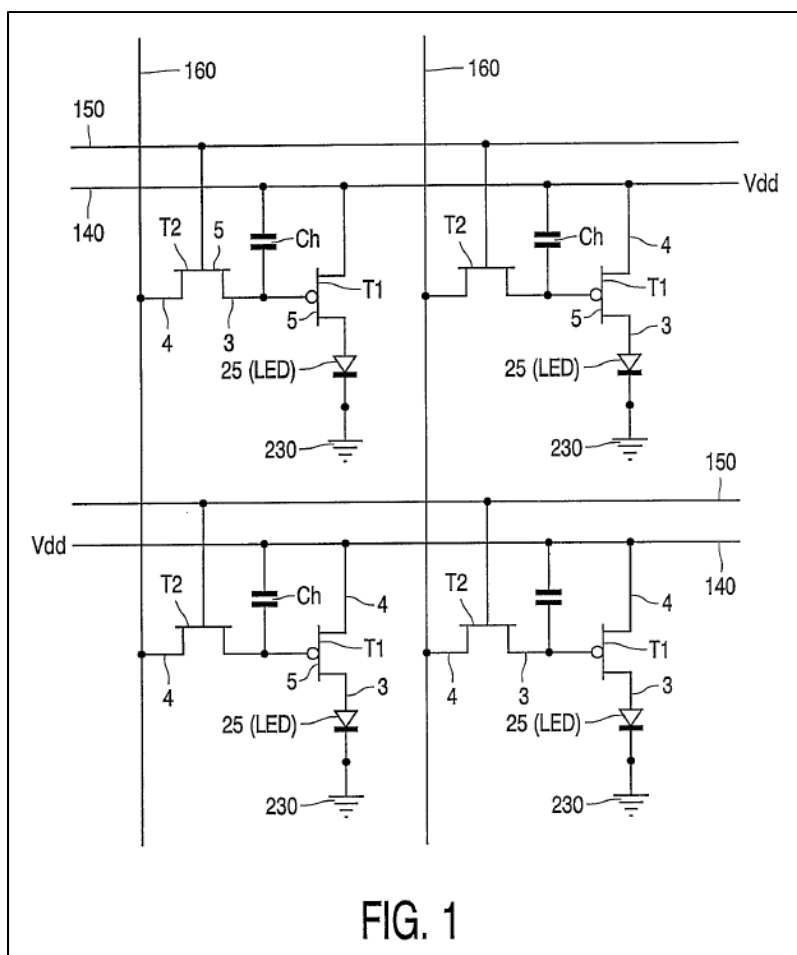 160 160
150
Vdd
140
T2 5 Ch T1 5
4 3
25 (LED)
230
T2 Ch 4 T1 5
3
25 (LED)
230
150
Vdd
140
T2 Ch 4 T1 5
4 3
25 (LED)
230
T2 4 T1
4 3 3
25 (LED)
230
FIG. 1